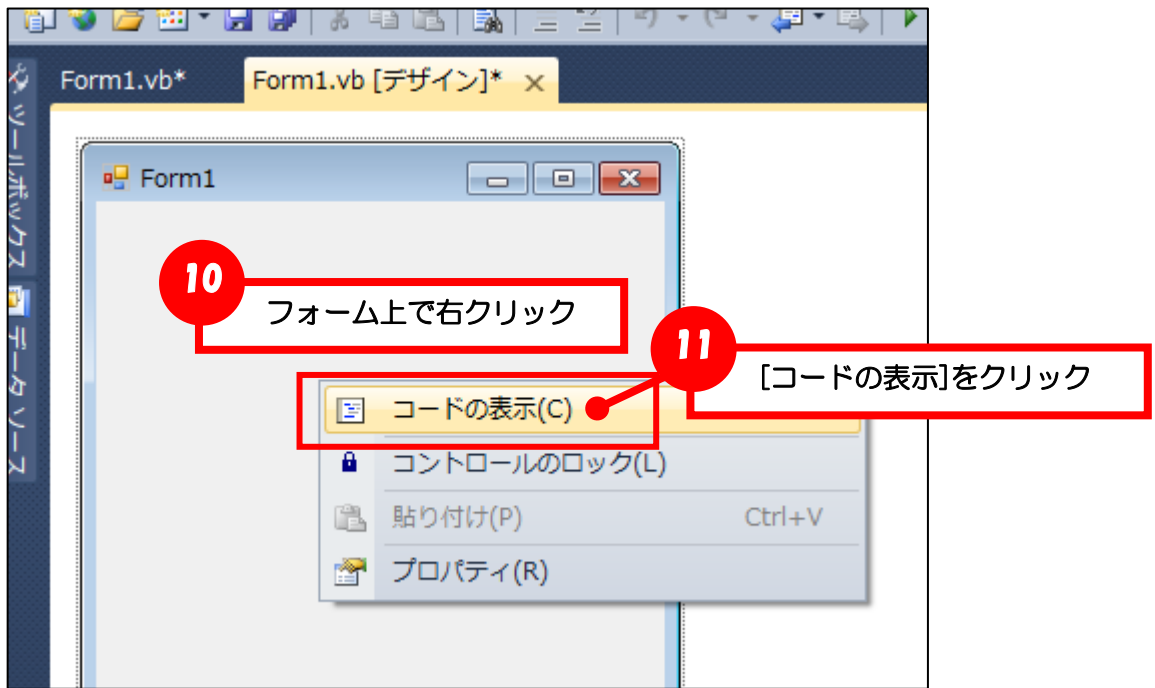 Form1.vb*
Form1.vb [デザイン]*
ツールボックス
データ ソース
Form1
10
フォーム上で右クリック
11
[コードの表示]をクリック
コードの表示(C)
コントロールのロック(L)
貼り付け(P) Ctrl+V
プロパティ(R)